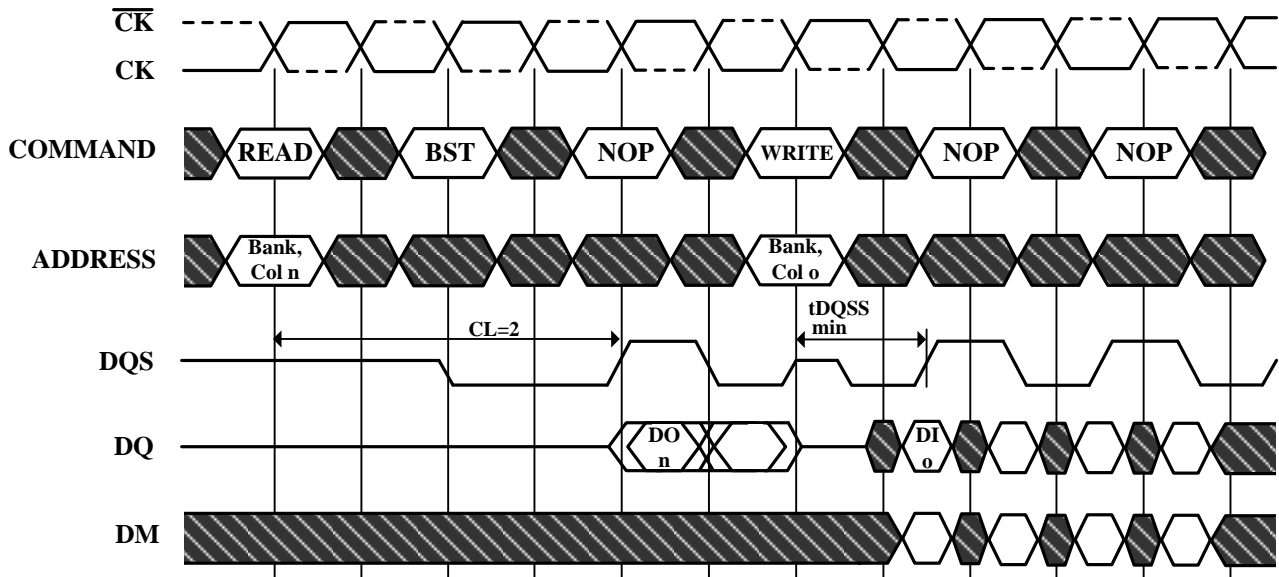 CK
CK
COMMAND READ BST NOP WRITE NOP NOP
ADDRESS Bank, Bank,
Col n Col o
tDQSS
CL=2 min
DQS
DQ DO DI
n o
DM